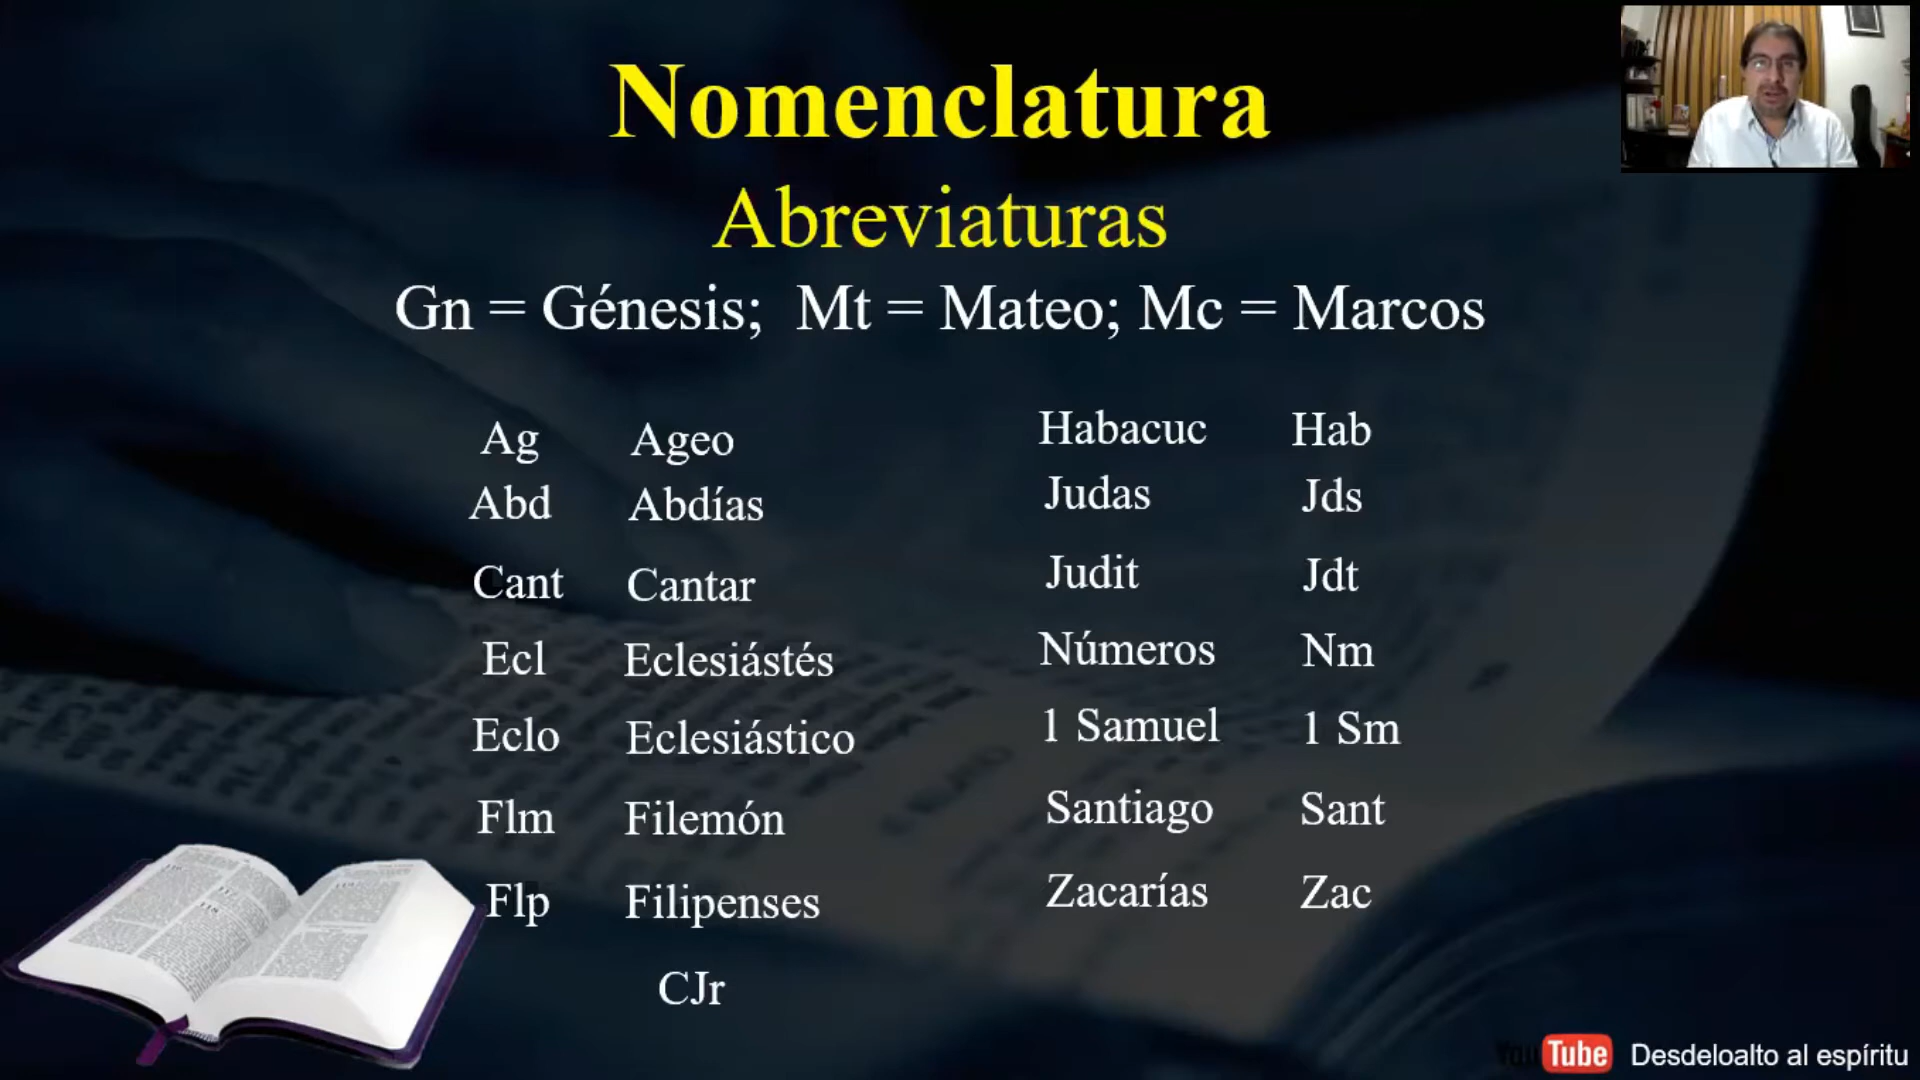 Nomenclatura
Abreviaturas
Gn = Génesis;  Mt = Mateo; Mc = Marcos
Ag Ageo
Abd Abdías
Cant Cantar
Ecl Eclesiástés
Eclo Eclesiástico
Flm Filemón
Flp Filipenses
CJr
Habacuc Hab
Judas Jds
Judit Jdt
Números Nm
1 Samuel 1 Sm
Santiago Sant
Zacarías Zac
YouTube Desdeloalto al espíritu